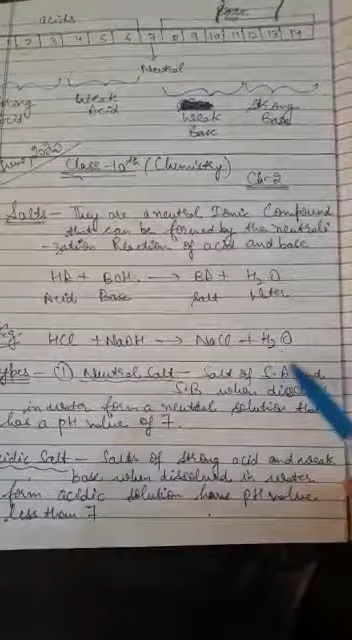 acids
1 2 3 4 5 6 7 8 9 10 11 12 13 14
Neutral
Strong Acid Weak Acid Weak Base Strong Base
Class-10th (Chemistry)
Ch-2
Salts - They are a neutral Ionic Compound
that can be formed by the neutrali
-zation Reaction of acid and base
HA + BOH → BA + H2O
Acid Base Salt Water
Eg HCl + NaOH → NaCl + H2O
Types - (1) Neutral Salt - Salt of S.A and
S.B when
in water form a neutral solution
has a pH value of 7.
cidic Salt - Salts of strong acid and weak
base when dissolved in water
form acidic solution have pH value
less than 7